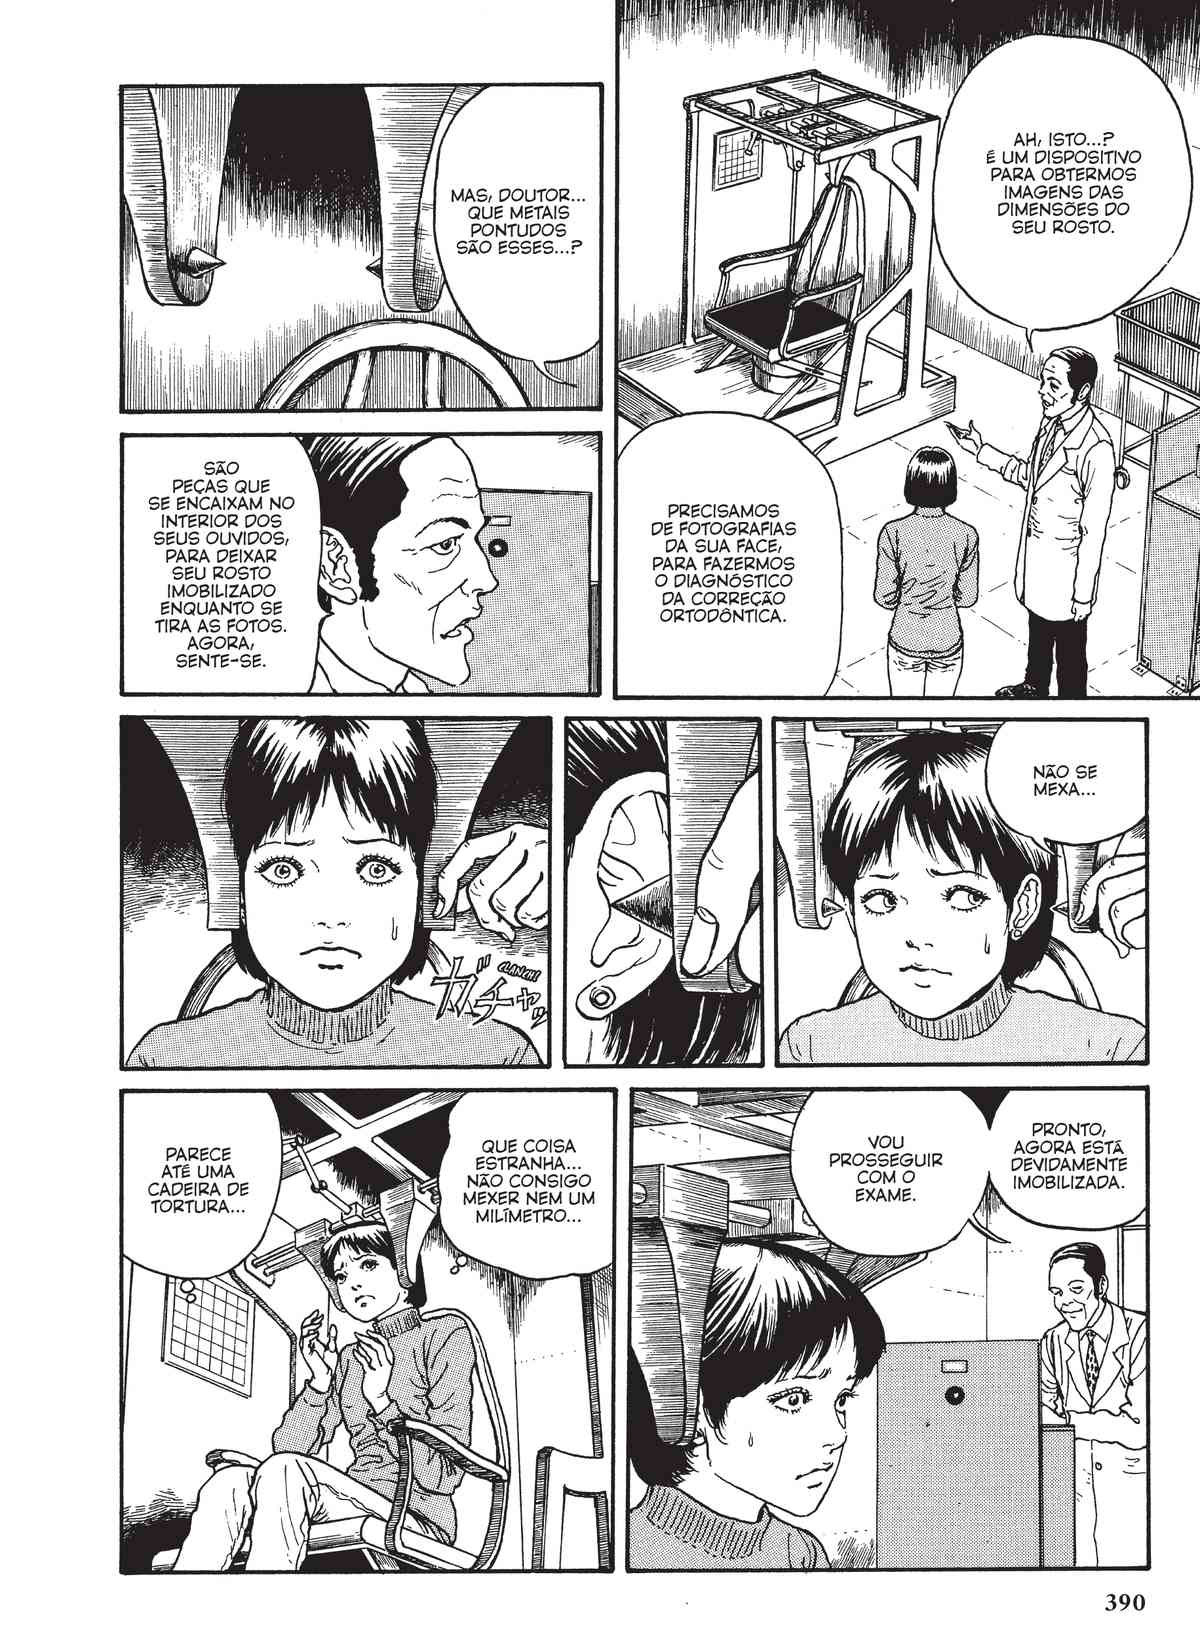 AH, ISTO...?
É UM DISPOSITIVO
PARA OBTERMOS
IMAGENS DAS
DIMENSÕES DO
SEU ROSTO.
PRECISAMOS
DE FOTOGRAFIAS
DA SUA FACE,
PARA FAZERMOS
O DIAGNÓSTICO
DA CORREÇÃO
ORTODÔNTICA.
MAS, DOUTOR...
QUE METAIS
PONTUDOS
SÃO ESSES...?
SÃO
PEÇAS QUE
SE ENCAIXAM NO
INTERIOR DOS
SEUS OUVIDOS,
PARA DEIXAR
SEU ROSTO
IMOBILIZADO
ENQUANTO SE
TIRA AS FOTOS.
AGORA,
SENTE-SE.
NÃO SE
MEXA...
CLANCH!
ガチャッ
PRONTO,
AGORA ESTÁ
DEVIDAMENTE
IMOBILIZADA.
VOU
PROSSEGUIR
COM O
EXAME.
QUE COISA
ESTRANHA...
NÃO CONSIGO
MEXER NEM UM
MILÍMETRO...
PARECE
ATÉ UMA
CADEIRA DE
TORTURA...
390